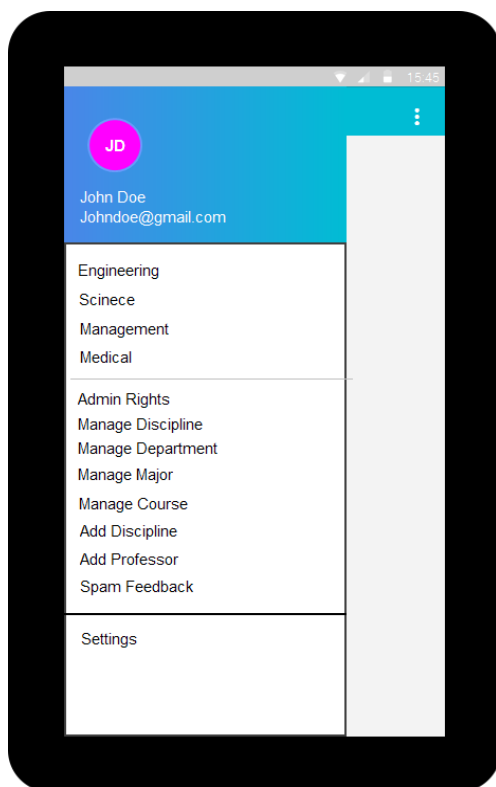 15:45
JD
John Doe
Johndoe@gmail.com
Engineering
Scinece
Management
Medical
Admin Rights
Manage Discipline
Manage Department
Manage Major
Manage Course
Add Discipline
Add Professor
Spam Feedback
Settings